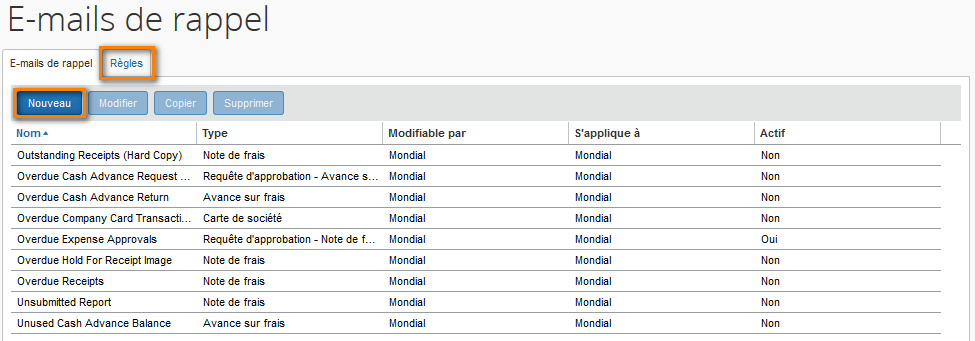 E-mails de rappel
E-mails de rappel Règles
Nouveau Modifier Copier Supprimer
Nom Type Modifiable par S'applique à Actif
Outstanding Receipts (Hard Copy) Note de frais Mondial Mondial Non
Overdue Cash Advance Request ... Requête d'approbation - Avance s... Mondial Mondial Non
Overdue Cash Advance Return Avance sur frais Mondial Mondial Non
Overdue Company Card Transacti... Carte de société Mondial Mondial Non
Overdue Expense Approvals Requête d'approbation - Note de f... Mondial Mondial Oui
Overdue Hold For Receipt Image Note de frais Mondial Mondial Non
Overdue Receipts Note de frais Mondial Mondial Non
Unsubmitted Report Note de frais Mondial Mondial Non
Unused Cash Advance Balance Avance sur frais Mondial Mondial Non